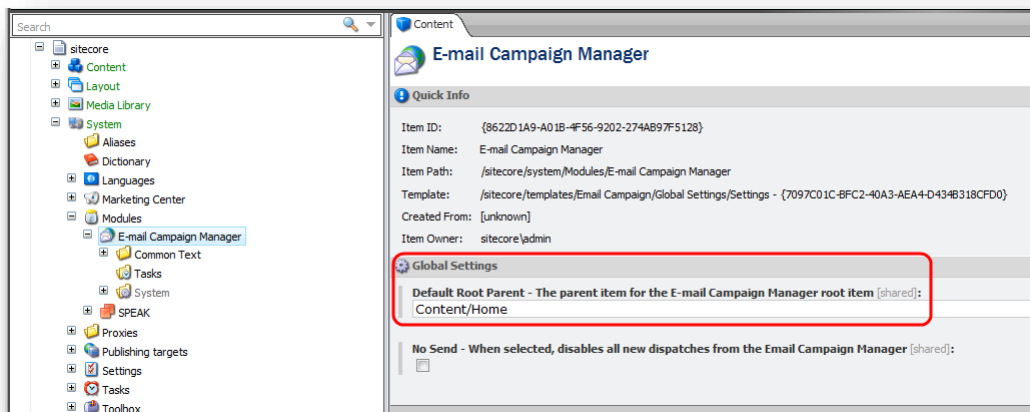 Search
sitecore
Content
Layout
Media Library
System
Aliases
Dictionary
Languages
Marketing Center
Modules
E-mail Campaign Manager
Common Text
Tasks
System
SPEAK
Proxies
Publishing targets
Settings
Tasks
Toolbox
Content
E-mail Campaign Manager
Quick Info
Item ID: {8622D1A9-A01B-4F56-9202-274AB97F5128}
Item Name: E-mail Campaign Manager
Item Path: /sitecore/system/Modules/E-mail Campaign Manager
Template: /sitecore/templates/Email Campaign/Global Settings/Settings - {7097C01C-BFC2-40A3-AEA4-D434B318CFD0}
Created From: [unknown]
Item Owner: sitecore\admin
Global Settings
Default Root Parent - The parent item for the E-mail Campaign Manager root item [shared]:
Content/Home
No Send - When selected, disables all new dispatches from the Email Campaign Manager [shared]: